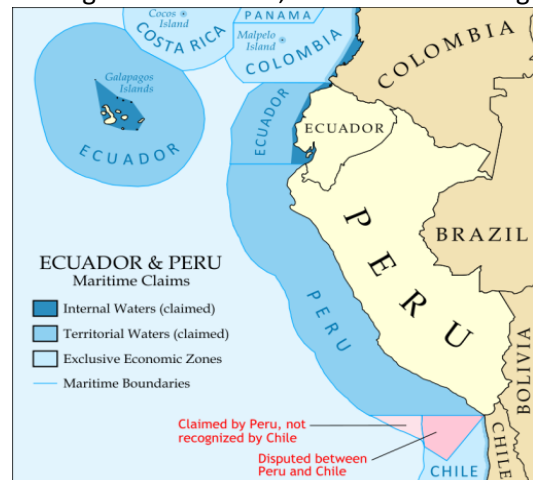 Cocos
Island
PANAMA
COSTA RICA
Malpelo
Island
COLOMBIA
COLOMBIA
Galapagos
Islands
ECUADOR
ECUADOR
ECUADOR
PERU
BRAZIL
ECUADOR & PERU
Maritime Claims
Internal Waters (claimed)
Territorial Waters (claimed)
Exclusive Economic Zones
Maritime Boundaries
PERU
BOLIVIA
Claimed by Peru, not
recognized by Chile
Disputed between
Peru and Chile
CHILE
CHILE